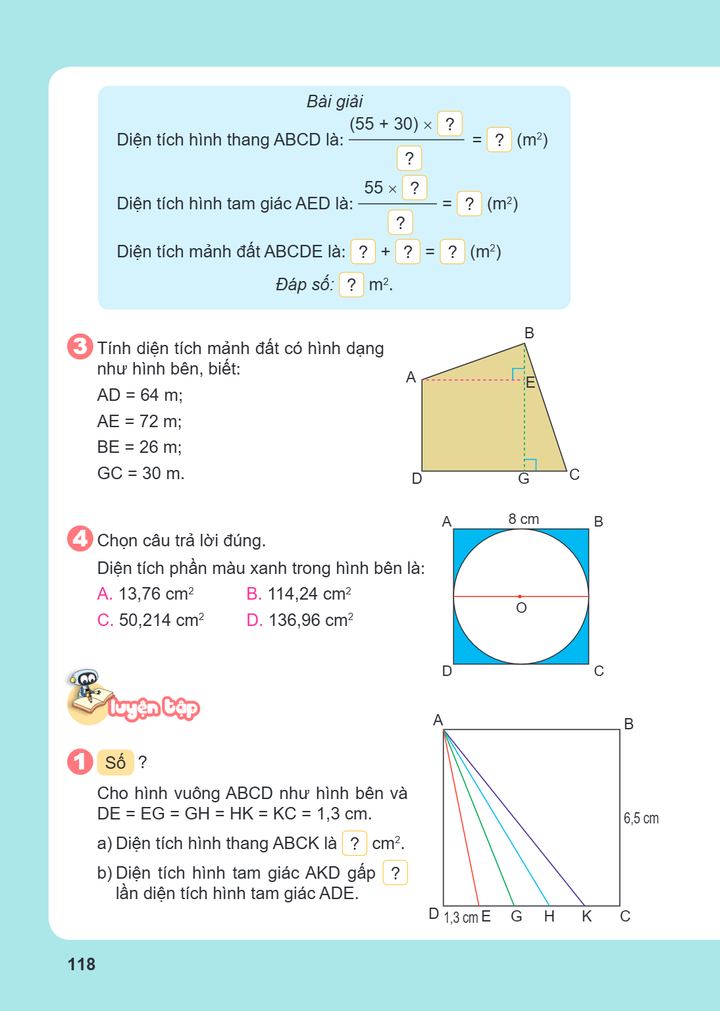 Bài giải
Diện tích hình thang ABCD là: (55 + 30) × ? / ? = ? (m²)
Diện tích hình tam giác AED là: 55 × ? / ? = ? (m²)
Diện tích mảnh đất ABCDE là: ? + ? = ? (m²)
Đáp số: ? m².
3 Tính diện tích mảnh đất có hình dạng
như hình bên, biết:
AD = 64 m;
AE = 72 m;
BE = 26 m;
GC = 30 m.
B
A
E
D
G
C
4 Chọn câu trả lời đúng.
Diện tích phần màu xanh trong hình bên là:
A. 13,76 cm² B. 114,24 cm²
C. 50,214 cm² D. 136,96 cm²
A 8 cm B
O
D C
luyện tập
1 Số ?
Cho hình vuông ABCD như hình bên và
DE = EG = GH = HK = KC = 1,3 cm.
a) Diện tích hình thang ABCK là ? cm².
b) Diện tích hình tam giác AKD gấp ?
lần diện tích hình tam giác ADE.
A B
6,5 cm
D 1,3 cm E G H K C
118